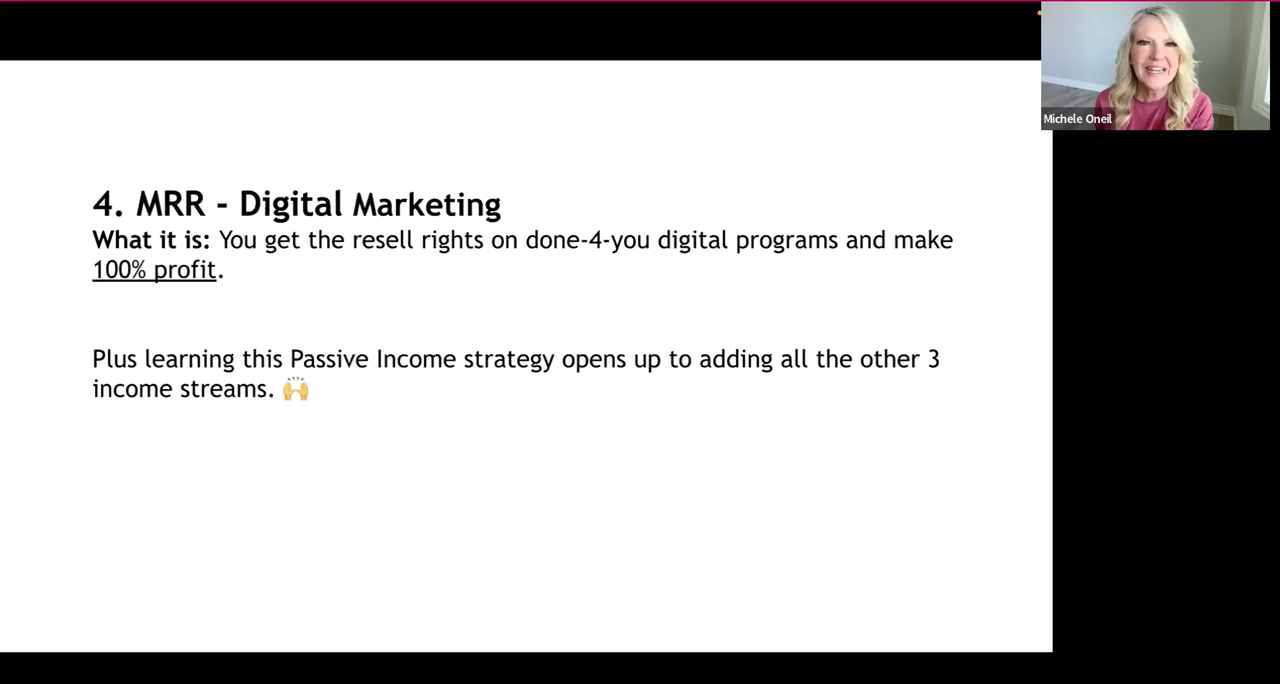 Michele Oneil
4. MRR - Digital Marketing
What it is: You get the resell rights on done-4-you digital programs and make
100% profit.
Plus learning this Passive Income strategy opens up to adding all the other 3
income streams. 🙌